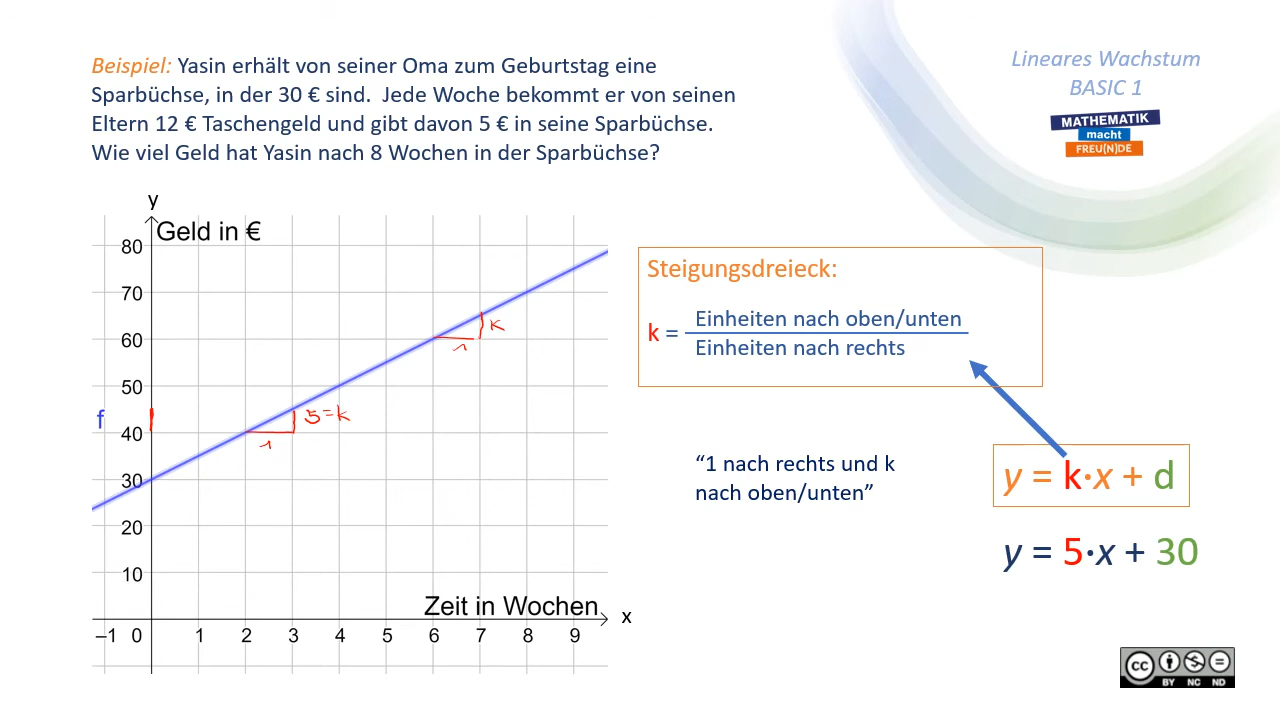 Beispiel: Yasin erhält von seiner Oma zum Geburtstag eine
Sparbüchse, in der 30 € sind. Jede Woche bekommt er von seinen
Eltern 12 € Taschengeld und gibt davon 5 € in seine Sparbüchse.
Wie viel Geld hat Yasin nach 8 Wochen in der Sparbüchse?
Lineares Wachstum
BASIC 1
MATHEMATIK
macht
FREU(N)DE
y
Geld in €
80
70
60
50
40
30
20
10
f
–1 0 1 2 3 4 5 6 7 8 9
Zeit in Wochen
x
1
5=k
1
k
Steigungsdreieck:
k =
Einheiten nach oben/unten
Einheiten nach rechts
“1 nach rechts und k
nach oben/unten”
y = k·x + d
y = 5·x + 30
cc
BY NC ND